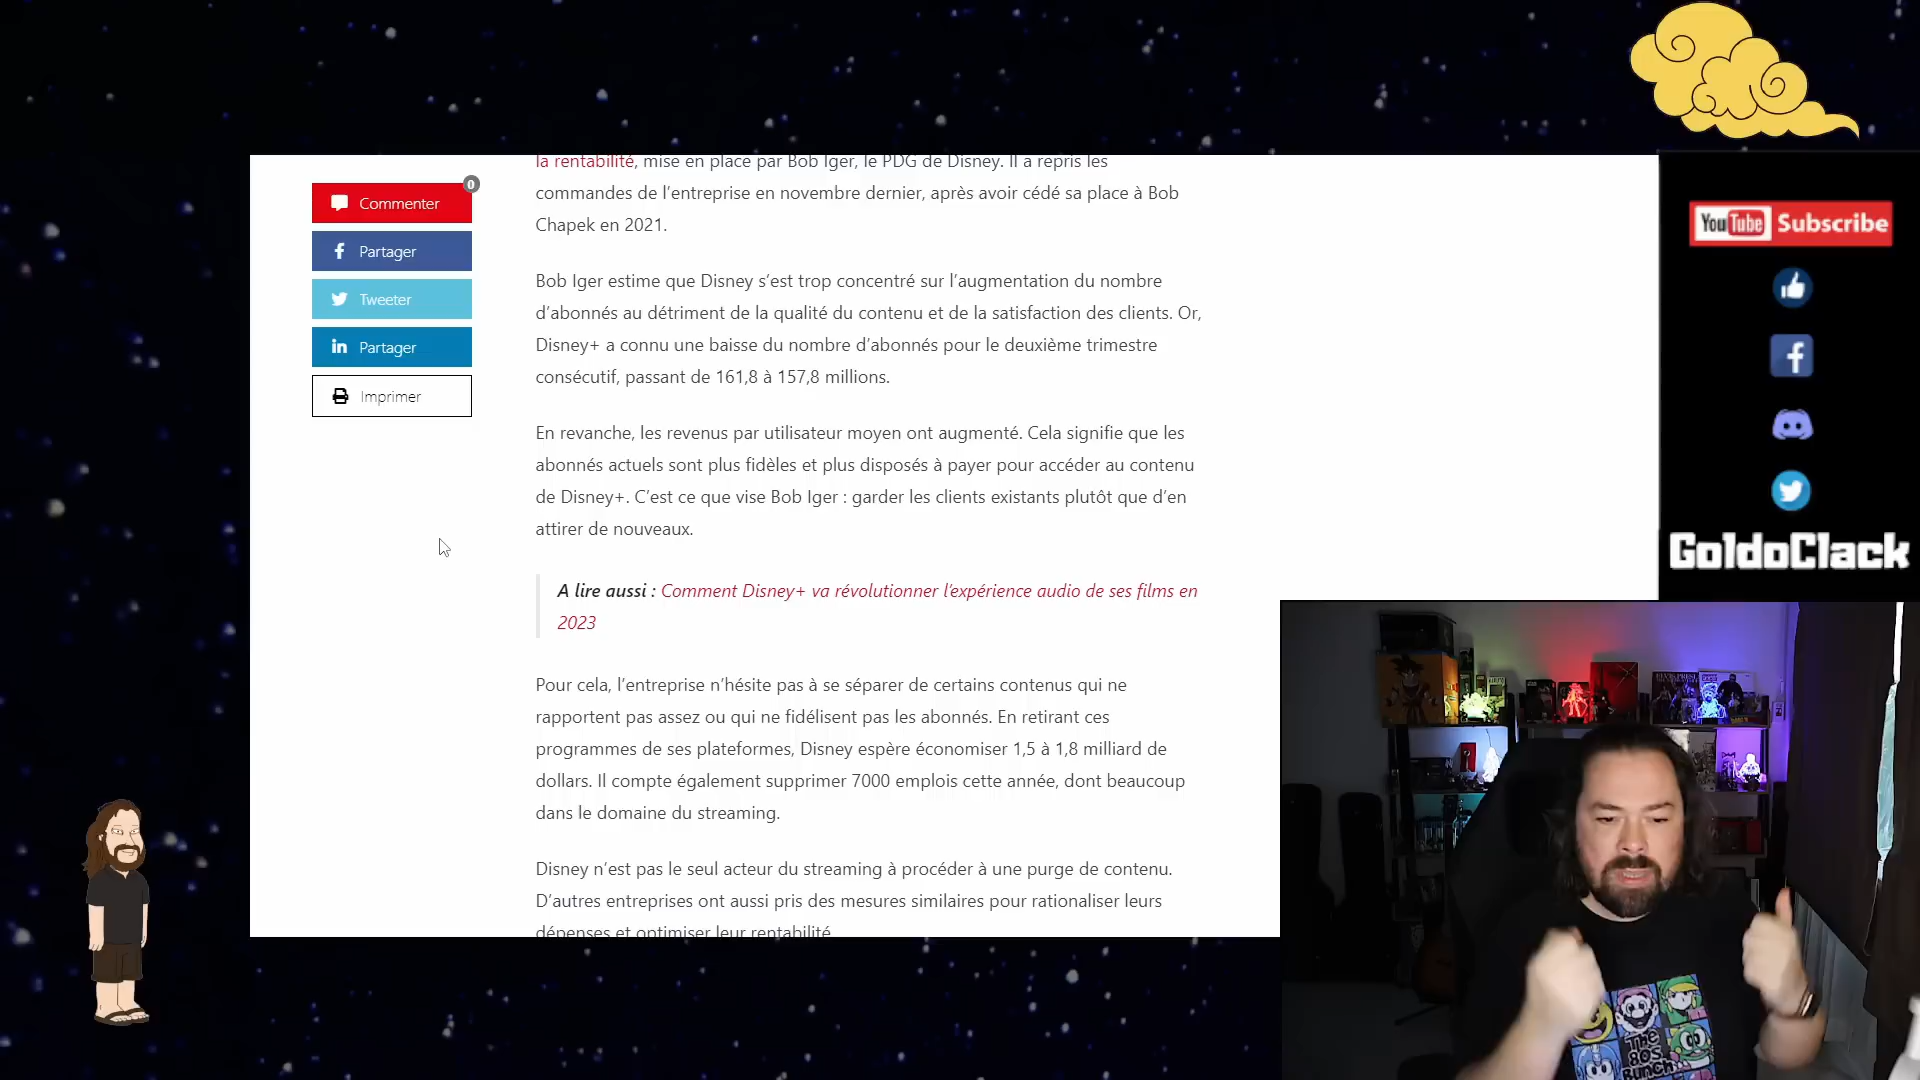 la rentabilité, mise en place par Bob Iger, le PDG de Disney. Il a repris les
commandes de l'entreprise en novembre dernier, après avoir cédé sa place à Bob
Chapek en 2021.
0
Commenter
Partager
Tweeter
Partager
Imprimer
Bob Iger estime que Disney s'est trop concentré sur l'augmentation du nombre
d'abonnés au détriment de la qualité du contenu et de la satisfaction des clients. Or,
Disney+ a connu une baisse du nombre d'abonnés pour le deuxième trimestre
consécutif, passant de 161,8 à 157,8 millions.
En revanche, les revenus par utilisateur moyen ont augmenté. Cela signifie que les
abonnés actuels sont plus fidèles et plus disposés à payer pour accéder au contenu
de Disney+. C'est ce que vise Bob Iger : garder les clients existants plutôt que d'en
attirer de nouveaux.
A lire aussi : Comment Disney+ va révolutionner l'expérience audio de ses films en
2023
Pour cela, l'entreprise n'hésite pas à se séparer de certains contenus qui ne
rapportent pas assez ou qui ne fidélisent pas les abonnés. En retirant ces
programmes de ses plateformes, Disney espère économiser 1,5 à 1,8 milliard de
dollars. Il compte également supprimer 7000 emplois cette année, dont beaucoup
dans le domaine du streaming.
Disney n'est pas le seul acteur du streaming à procéder à une purge de contenu.
D'autres entreprises ont aussi pris des mesures similaires pour rationaliser leurs
dépenses et optimiser leur rentabilité
YouTube Subscribe
GoldoClack
The
80s
Bunch